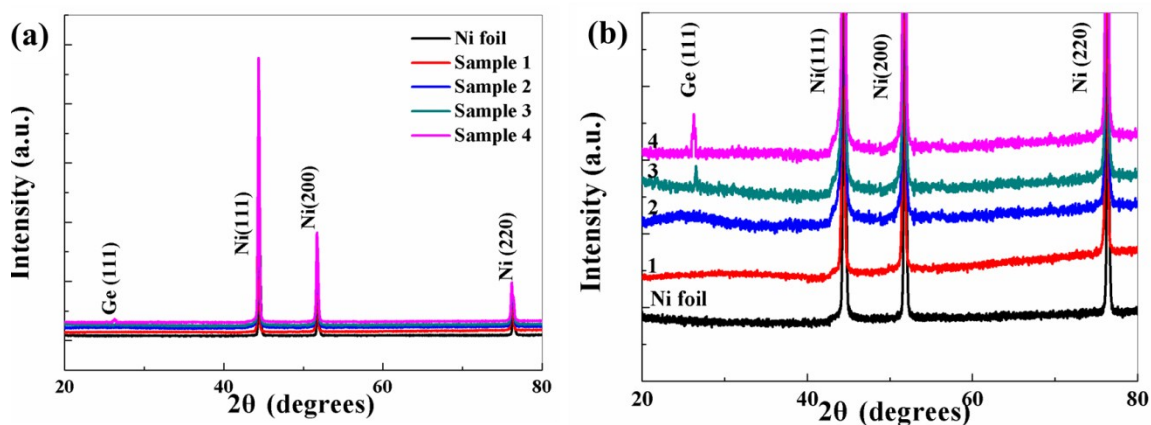 (a)
Ni foil
Sample 1
Sample 2
Sample 3
Sample 4
Intensity (a.u.)
Ge (111)
Ni(111)
Ni(200)
Ni (220)
20
40
60
80
2θ (degrees)
(b)
Ge (111)
Ni(111)
Ni(200)
Ni (220)
Intensity (a.u.)
4
3
2
1
Ni foil
20
40
60
80
2θ (degrees)